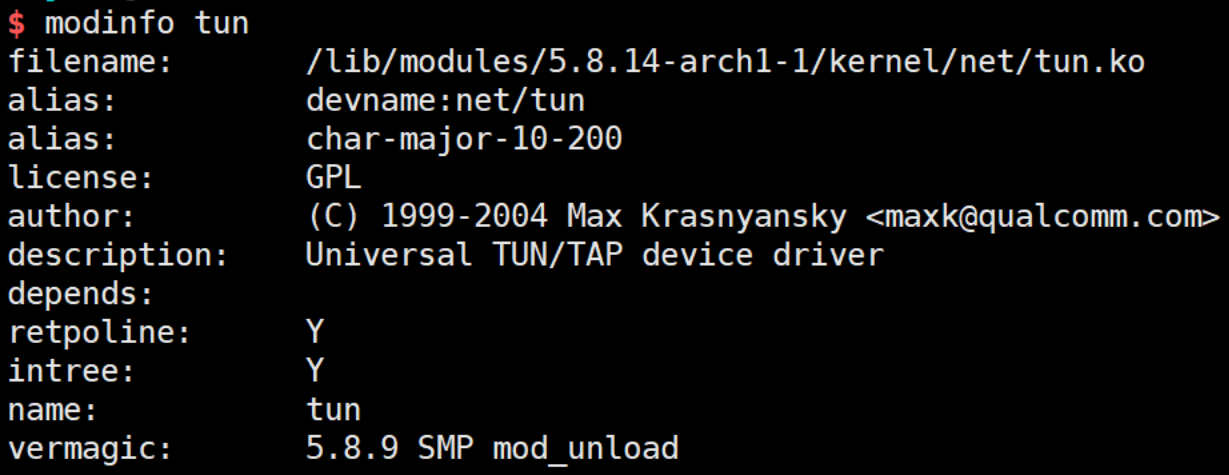 $ modinfo tun
filename: /lib/modules/5.8.14-arch1-1/kernel/net/tun.ko
alias: devname:net/tun
alias: char-major-10-200
license: GPL
author: (C) 1999-2004 Max Krasnyansky <maxk@qualcomm.com>
description: Universal TUN/TAP device driver
depends:
retpoline: Y
intree: Y
name: tun
vermagic: 5.8.9 SMP mod_unload